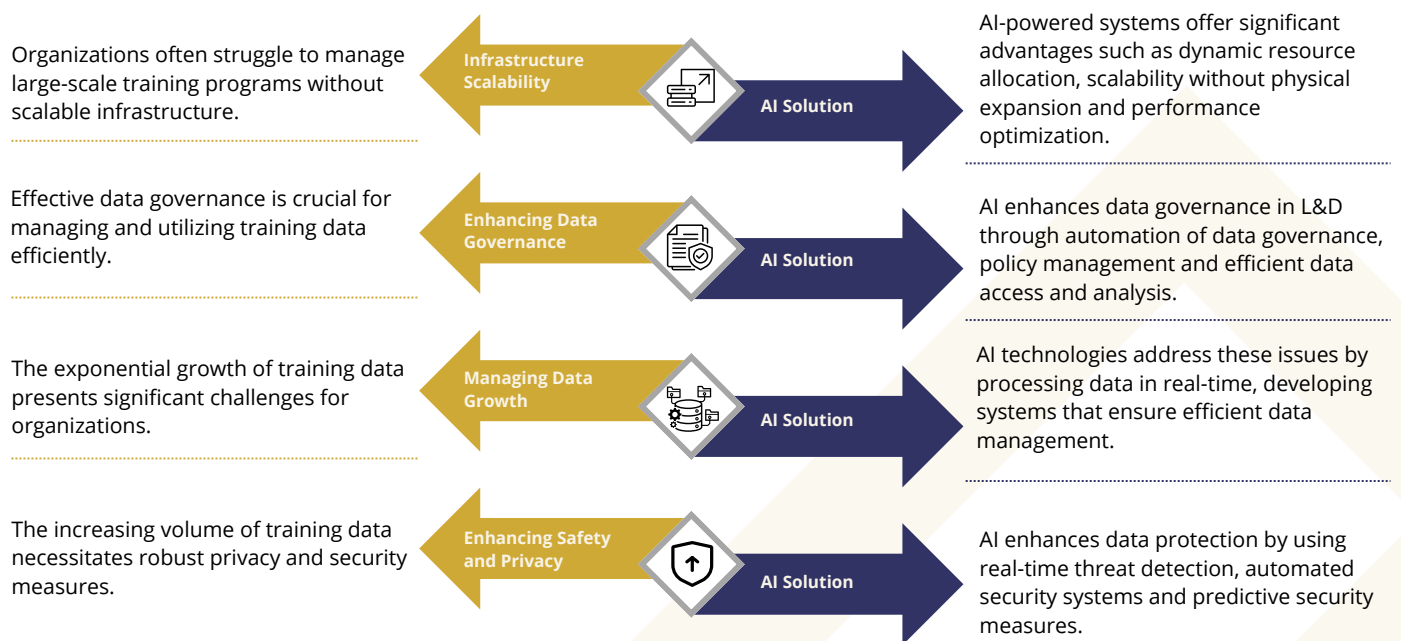 Organizations often struggle to manage
large-scale training programs without
scalable infrastructure.
Infrastructure
Scalability
AI Solution
AI-powered systems offer significant
advantages such as dynamic resource
allocation, scalability without physical
expansion and performance
optimization.
Effective data governance is crucial for
managing and utilizing training data
efficiently.
Enhancing Data
Governance
AI Solution
AI enhances data governance in L&D
through automation of data governance,
policy management and efficient data
access and analysis.
The exponential growth of training data
presents significant challenges for
organizations.
Managing Data
Growth
AI Solution
AI technologies address these issues by
processing data in real-time, developing
systems that ensure efficient data
management.
The increasing volume of training data
necessitates robust privacy and security
measures.
Enhancing Safety
and Privacy
AI Solution
AI enhances data protection by using
real-time threat detection, automated
security systems and predictive security
measures.